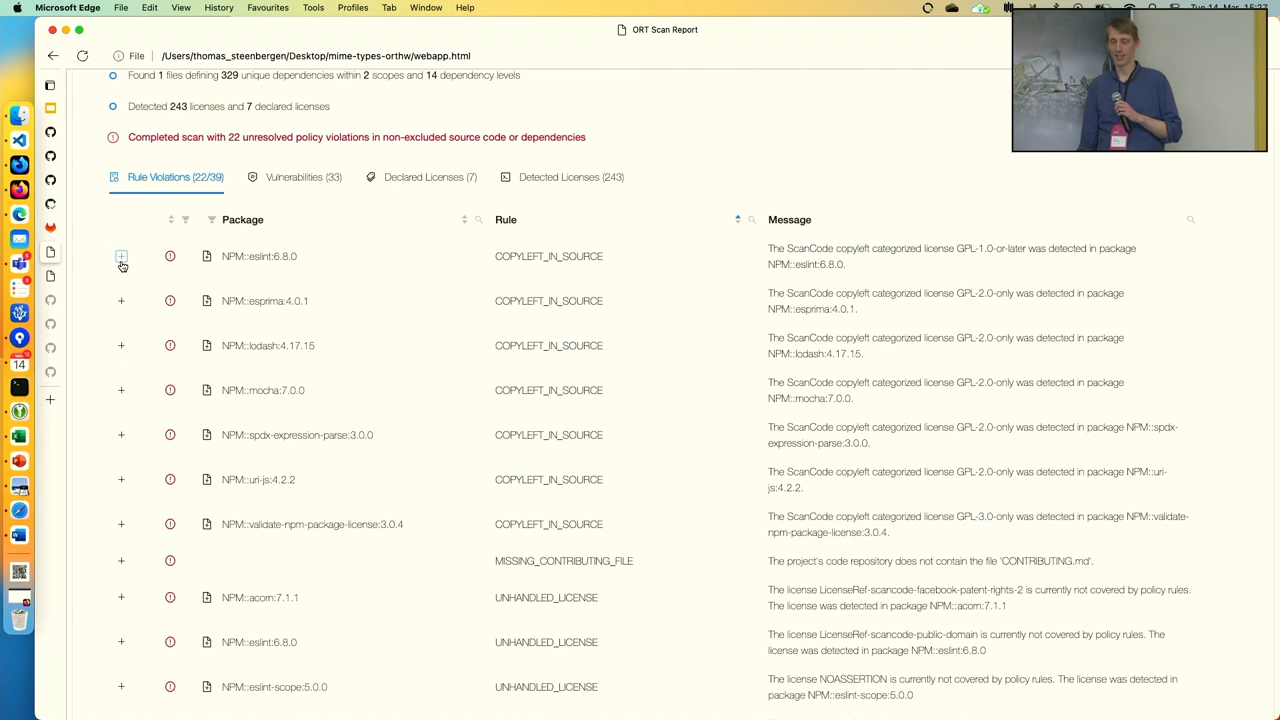 Microsoft Edge File Edit View History Favourites Tools Profiles Tab Window Help
Tue 14. Mar 15:27
ORT Scan Report
File /Users/thomas_steenbergen/Desktop/mime-types-orthw/webapp.html
Found 1 files defining 329 unique dependencies within 2 scopes and 14 dependency levels
Detected 243 licenses and 7 declared licenses
Completed scan with 22 unresolved policy violations in non-excluded source code or dependencies
Rule Violations (22/39) Vulnerabilities (33) Declared Licenses (7) Detected Licenses (243)
Package Rule Message
NPM::eslint:6.8.0 COPYLEFT_IN_SOURCE The ScanCode copyleft categorized license GPL-1.0-or-later was detected in package
NPM::eslint:6.8.0.
NPM::esprima:4.0.1 COPYLEFT_IN_SOURCE The ScanCode copyleft categorized license GPL-2.0-only was detected in package
NPM::esprima:4.0.1.
NPM::lodash:4.17.15 COPYLEFT_IN_SOURCE The ScanCode copyleft categorized license GPL-2.0-only was detected in package
NPM::lodash:4.17.15.
NPM::mocha:7.0.0 COPYLEFT_IN_SOURCE The ScanCode copyleft categorized license GPL-2.0-only was detected in package
NPM::mocha:7.0.0.
NPM::spdx-expression-parse:3.0.0 COPYLEFT_IN_SOURCE The ScanCode copyleft categorized license GPL-2.0-only was detected in package NPM::spdx-
expression-parse:3.0.0.
NPM::uri-js:4.2.2 COPYLEFT_IN_SOURCE The ScanCode copyleft categorized license GPL-2.0-only was detected in package NPM::uri-
js:4.2.2.
NPM::validate-npm-package-license:3.0.4 COPYLEFT_IN_SOURCE The ScanCode copyleft categorized license GPL-3.0-only was detected in package NPM::validate-
npm-package-license:3.0.4.
MISSING_CONTRIBUTING_FILE The project's code repository does not contain the file 'CONTRIBUTING.md'.
NPM::acorn:7.1.1 UNHANDLED_LICENSE The license LicenseRef-scancode-facebook-patent-rights-2 is currently not covered by policy rules.
The license was detected in package NPM::acorn:7.1.1
NPM::eslint:6.8.0 UNHANDLED_LICENSE The license LicenseRef-scancode-public-domain is currently not covered by policy rules. The
license was detected in package NPM::eslint:6.8.0
NPM::eslint-scope:5.0.0 UNHANDLED_LICENSE The license NOASSERTION is currently not covered by policy rules. The license was detected in
package NPM::eslint-scope:5.0.0